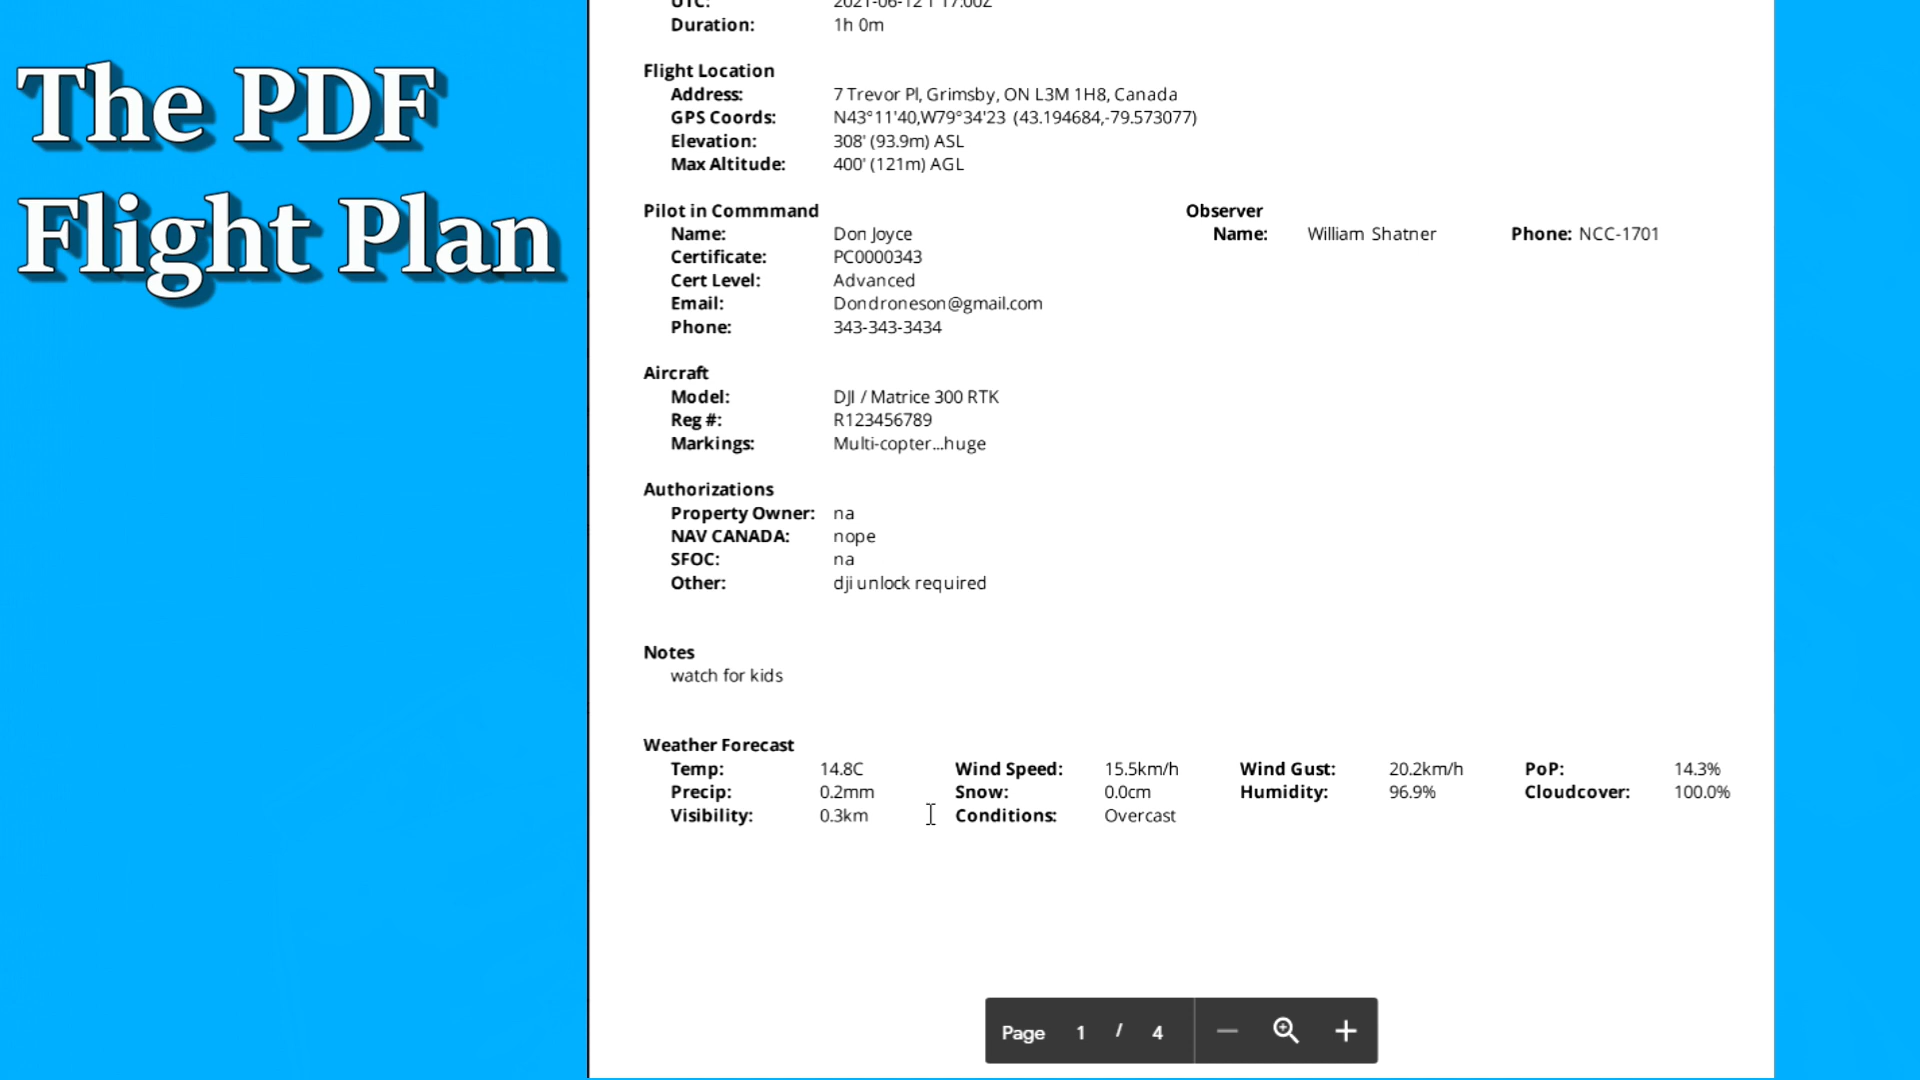 The PDF
Flight Plan
UTC: 2021-06-12 T 17:00Z
Duration: 1h 0m
Flight Location
Address: 7 Trevor Pl, Grimsby, ON L3M 1H8, Canada
GPS Coords: N43°11'40,W79°34'23 (43.194684,-79.573077)
Elevation: 308' (93.9m) ASL
Max Altitude: 400' (121m) AGL
Pilot in Commmand Observer
Name: Don Joyce Name: William Shatner Phone: NCC-1701
Certificate: PC0000343
Cert Level: Advanced
Email: Dondroneson@gmail.com
Phone: 343-343-3434
Aircraft
Model: DJI / Matrice 300 RTK
Reg #: R123456789
Markings: Multi-copter...huge
Authorizations
Property Owner: na
NAV CANADA: nope
SFOC: na
Other: dji unlock required
Notes
watch for kids
Weather Forecast
Temp: 14.8C Wind Speed: 15.5km/h Wind Gust: 20.2km/h PoP: 14.3%
Precip: 0.2mm Snow: 0.0cm Humidity: 96.9% Cloudcover: 100.0%
Visibility: 0.3km Conditions: Overcast
Page 1 / 4